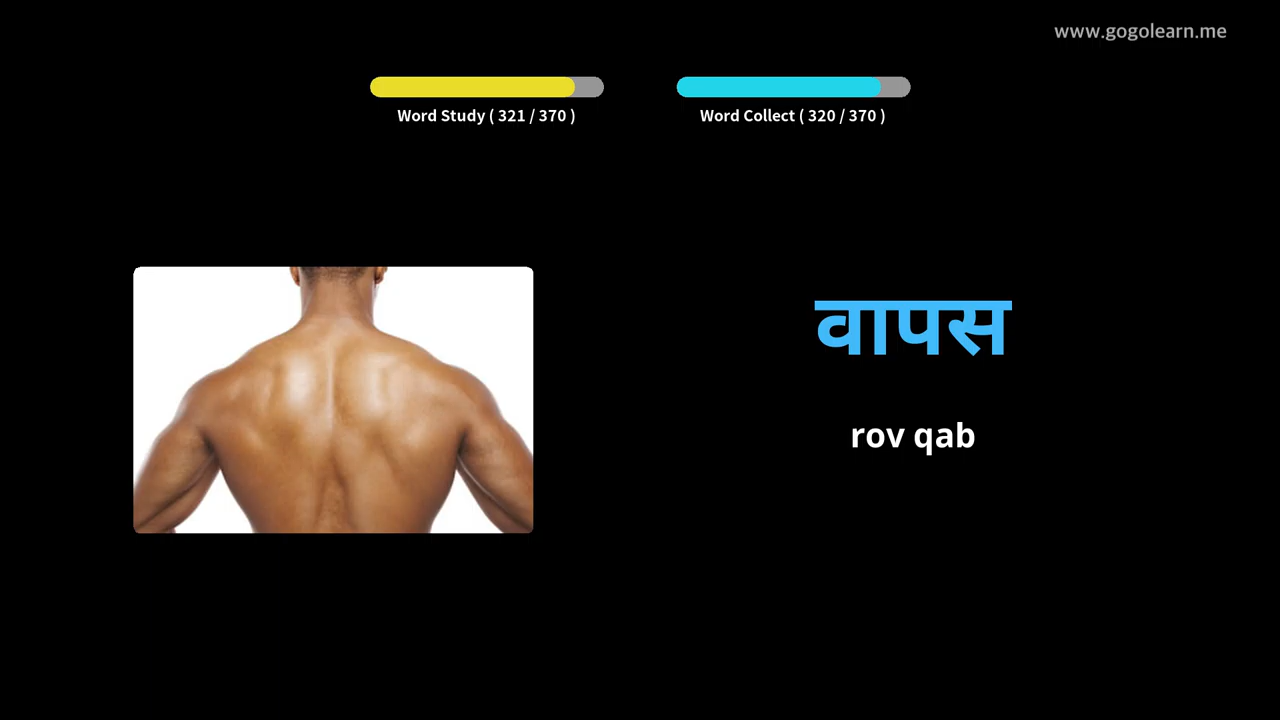 www.gogolearn.me
Word Study ( 321 / 370 )
Word Collect ( 320 / 370 )
वापस
rov qab